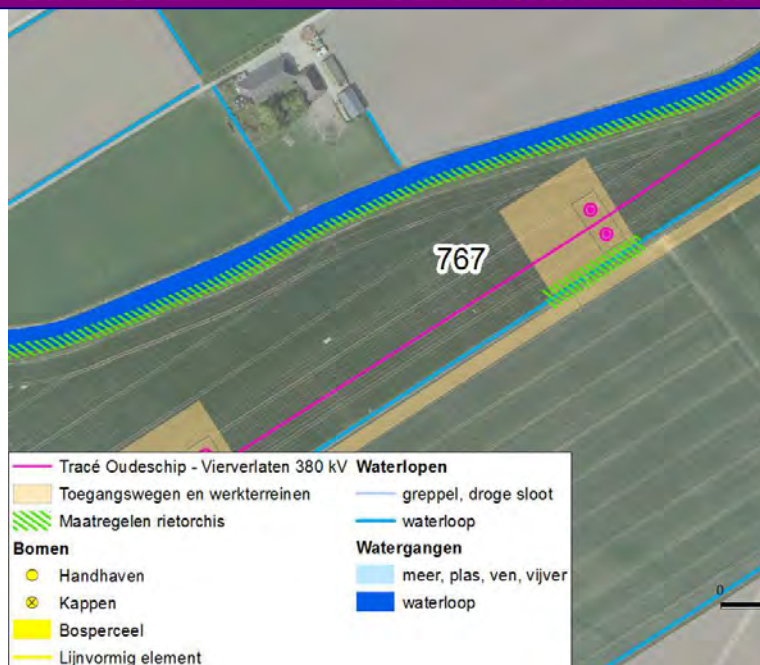 767
Tracé Oudeschip - Vierverlaten 380 kV
Toegangswegen en werkterreinen
Maatregelen rietorchis
Bomen
Handhaven
Kappen
Bosperceel
Lijnvormig element
Waterlopen
greppel, droge sloot
waterloop
Watergangen
meer, plas, ven, vijver
waterloop
0